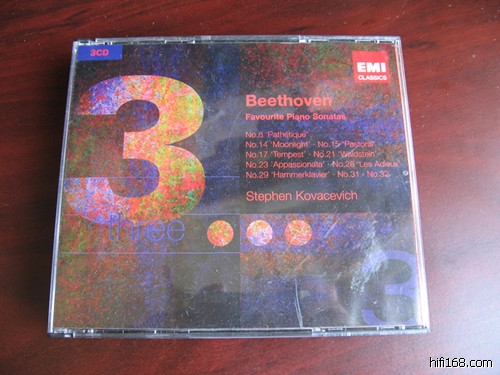 3CD
EMI
CLASSICS
3
Beethoven
Favourite Piano Sonatas
No.8 'Pathétique'
No.14 'Moonlight' · No.15 'Pastoral'
No.17 'Tempest' · No.21 'Waldstein'
No.23 'Appassionata' · No.26 'Les Adieux'
No.29 'Hammerklavier' · No.31 · No.32
Stephen Kovacevich
three
3
hifi168.com